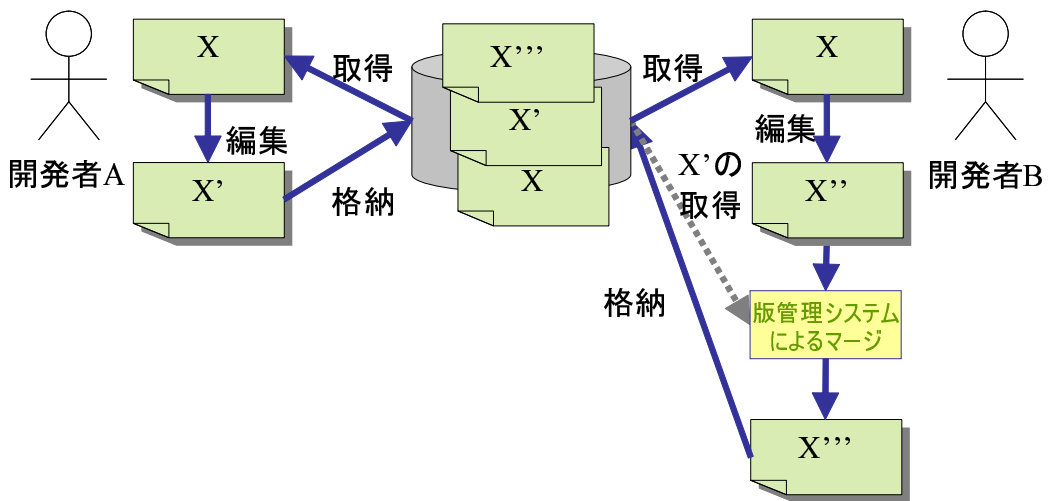 X
取得
編集
X'
格納
開発者A
X'''
X'
X
取得
X
編集
X''
開発者B
X'の
取得
格納
版管理システム
によるマージ
X'''